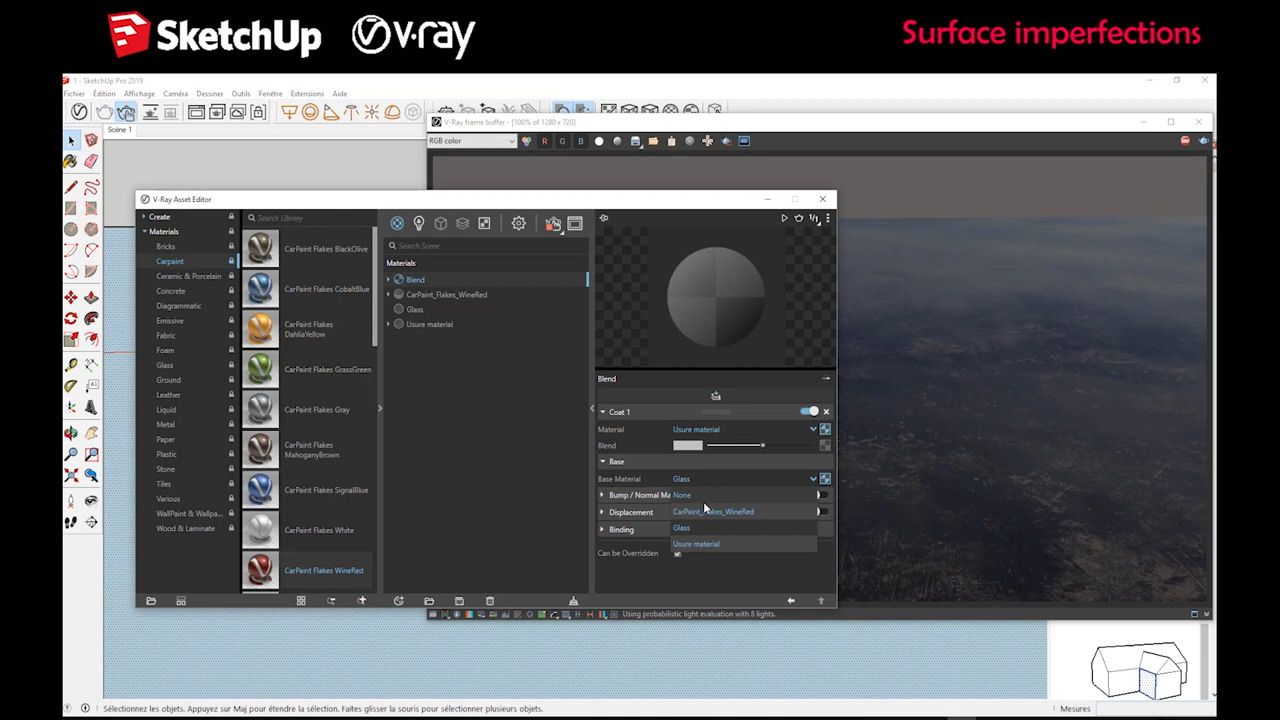 SketchUp
v·ray
Surface imperfections
1 - SketchUp Pro 2019
Fichier Édition Affichage Caméra Dessiner Outils Fenêtre Extensions Aide
Scène 1
V-Ray frame buffer - [100% of 1280 x 720]
RGB color
R G B
V-Ray Asset Editor
Create
Materials
Bricks
Carpaint
Ceramic & Porcelain
Concrete
Diagrammatic
Emissive
Fabric
Foam
Glass
Ground
Leather
Liquid
Metal
Paper
Plastic
Stone
Tiles
Various
WallPaint & Wallpa...
Wood & Laminate
Search Library
CarPaint Flakes BlackOlive
CarPaint Flakes CobaltBlue
CarPaint Flakes
DahliaYellow
CarPaint Flakes GrassGreen
CarPaint Flakes Gray
CarPaint Flakes
MahoganyBrown
CarPaint Flakes SignalBlue
CarPaint Flakes White
CarPaint Flakes WineRed
Search Scene
Materials
Blend
CarPaint_Flakes_WineRed
Glass
Usure material
1/1
Blend
Coat 1
Material Usure material
Blend
Base
Base Material Glass
Bump / Normal Ma None
Displacement CarPaint_Flakes_WineRed
Glass
Binding
Usure material
Can be Overridden
Using probabilistic light evaluation with 8 lights.
Sélectionnez les objets. Appuyez sur Maj pour étendre la sélection. Faites glisser la souris pour sélectionner plusieurs objets.
Mesures